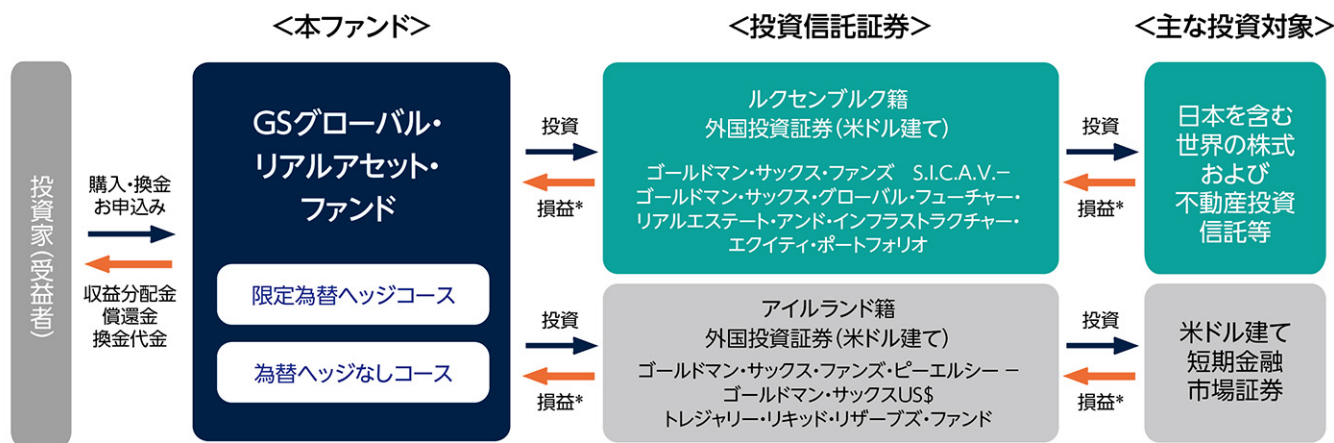 ＜本ファンド＞
＜投資信託証券＞
＜主な投資対象＞
投資家（受益者）
購入・換金
お申込み
収益分配金
償還金
換金代金
GSグローバル・
リアルアセット・
ファンド
限定為替ヘッジコース
為替ヘッジなしコース
投資
損益*
ルクセンブルク籍
外国投資証券（米ドル建て）
ゴールドマン・サックス・ファンズ　S.I.C.A.V.－
ゴールドマン・サックス・グローバル・フューチャー・
リアルエステート・アンド・インフラストラクチャー・
エクイティ・ポートフォリオ
投資
損益*
日本を含む
世界の株式
および
不動産投資
信託等
投資
損益*
アイルランド籍
外国投資証券（米ドル建て）
ゴールドマン・サックス・ファンズ・ピーエルシー －
ゴールドマン・サックスUS$
トレジャリー・リキッド・リザーブズ・ファンド
投資
損益*
米ドル建て
短期金融
市場証券